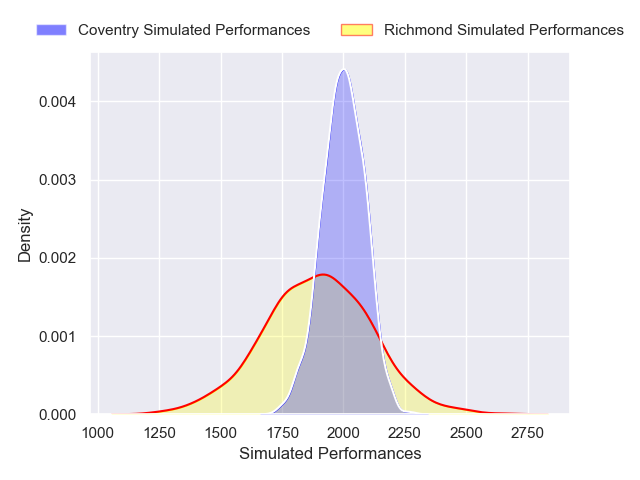 Coventry Simulated Performances
Richmond Simulated Performances
0.004
0.003
0.002
0.001
0.000
Density
1000 1250 1500 1750 2000 2250 2500 2750
Simulated Performances